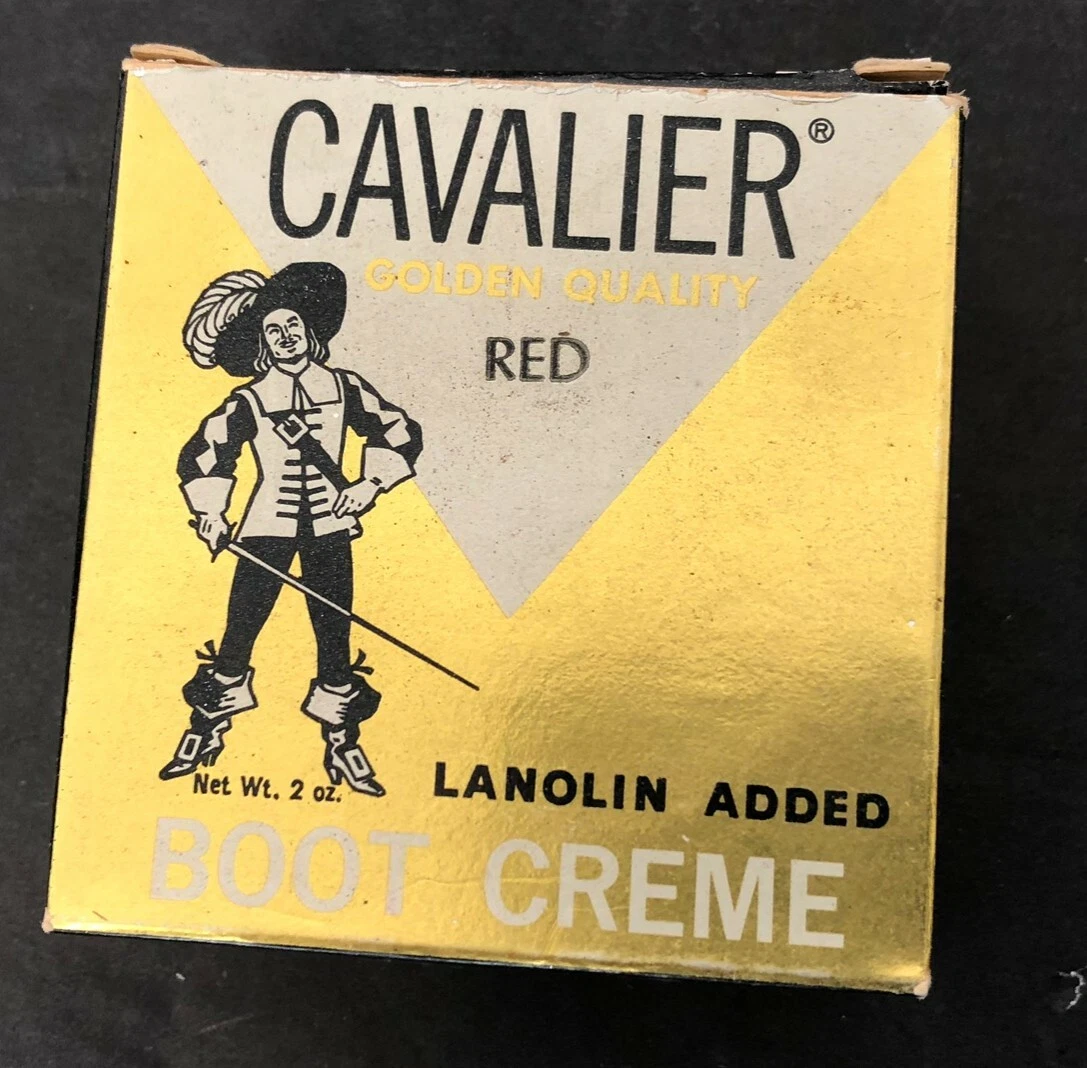 CAVALIER®
GOLDEN QUALITY
RED
Net Wt. 2 oz.
LANOLIN ADDED
BOOT CREME